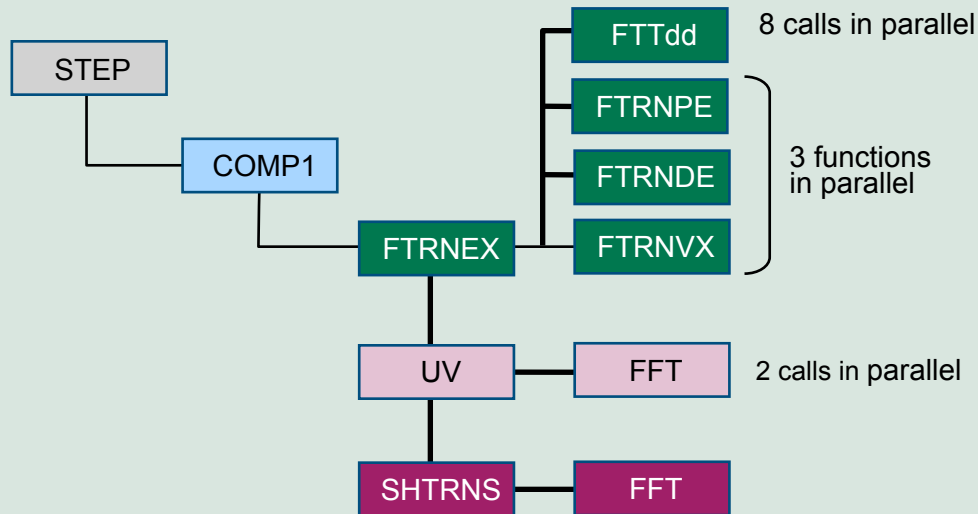 FTTdd
8 calls in parallel
STEP
FTRNPE
COMP1
3 functions
in parallel
FTRNDE
FTRNEX
FTRNVX
UV
FFT
2 calls in parallel
SHTRNS
FFT